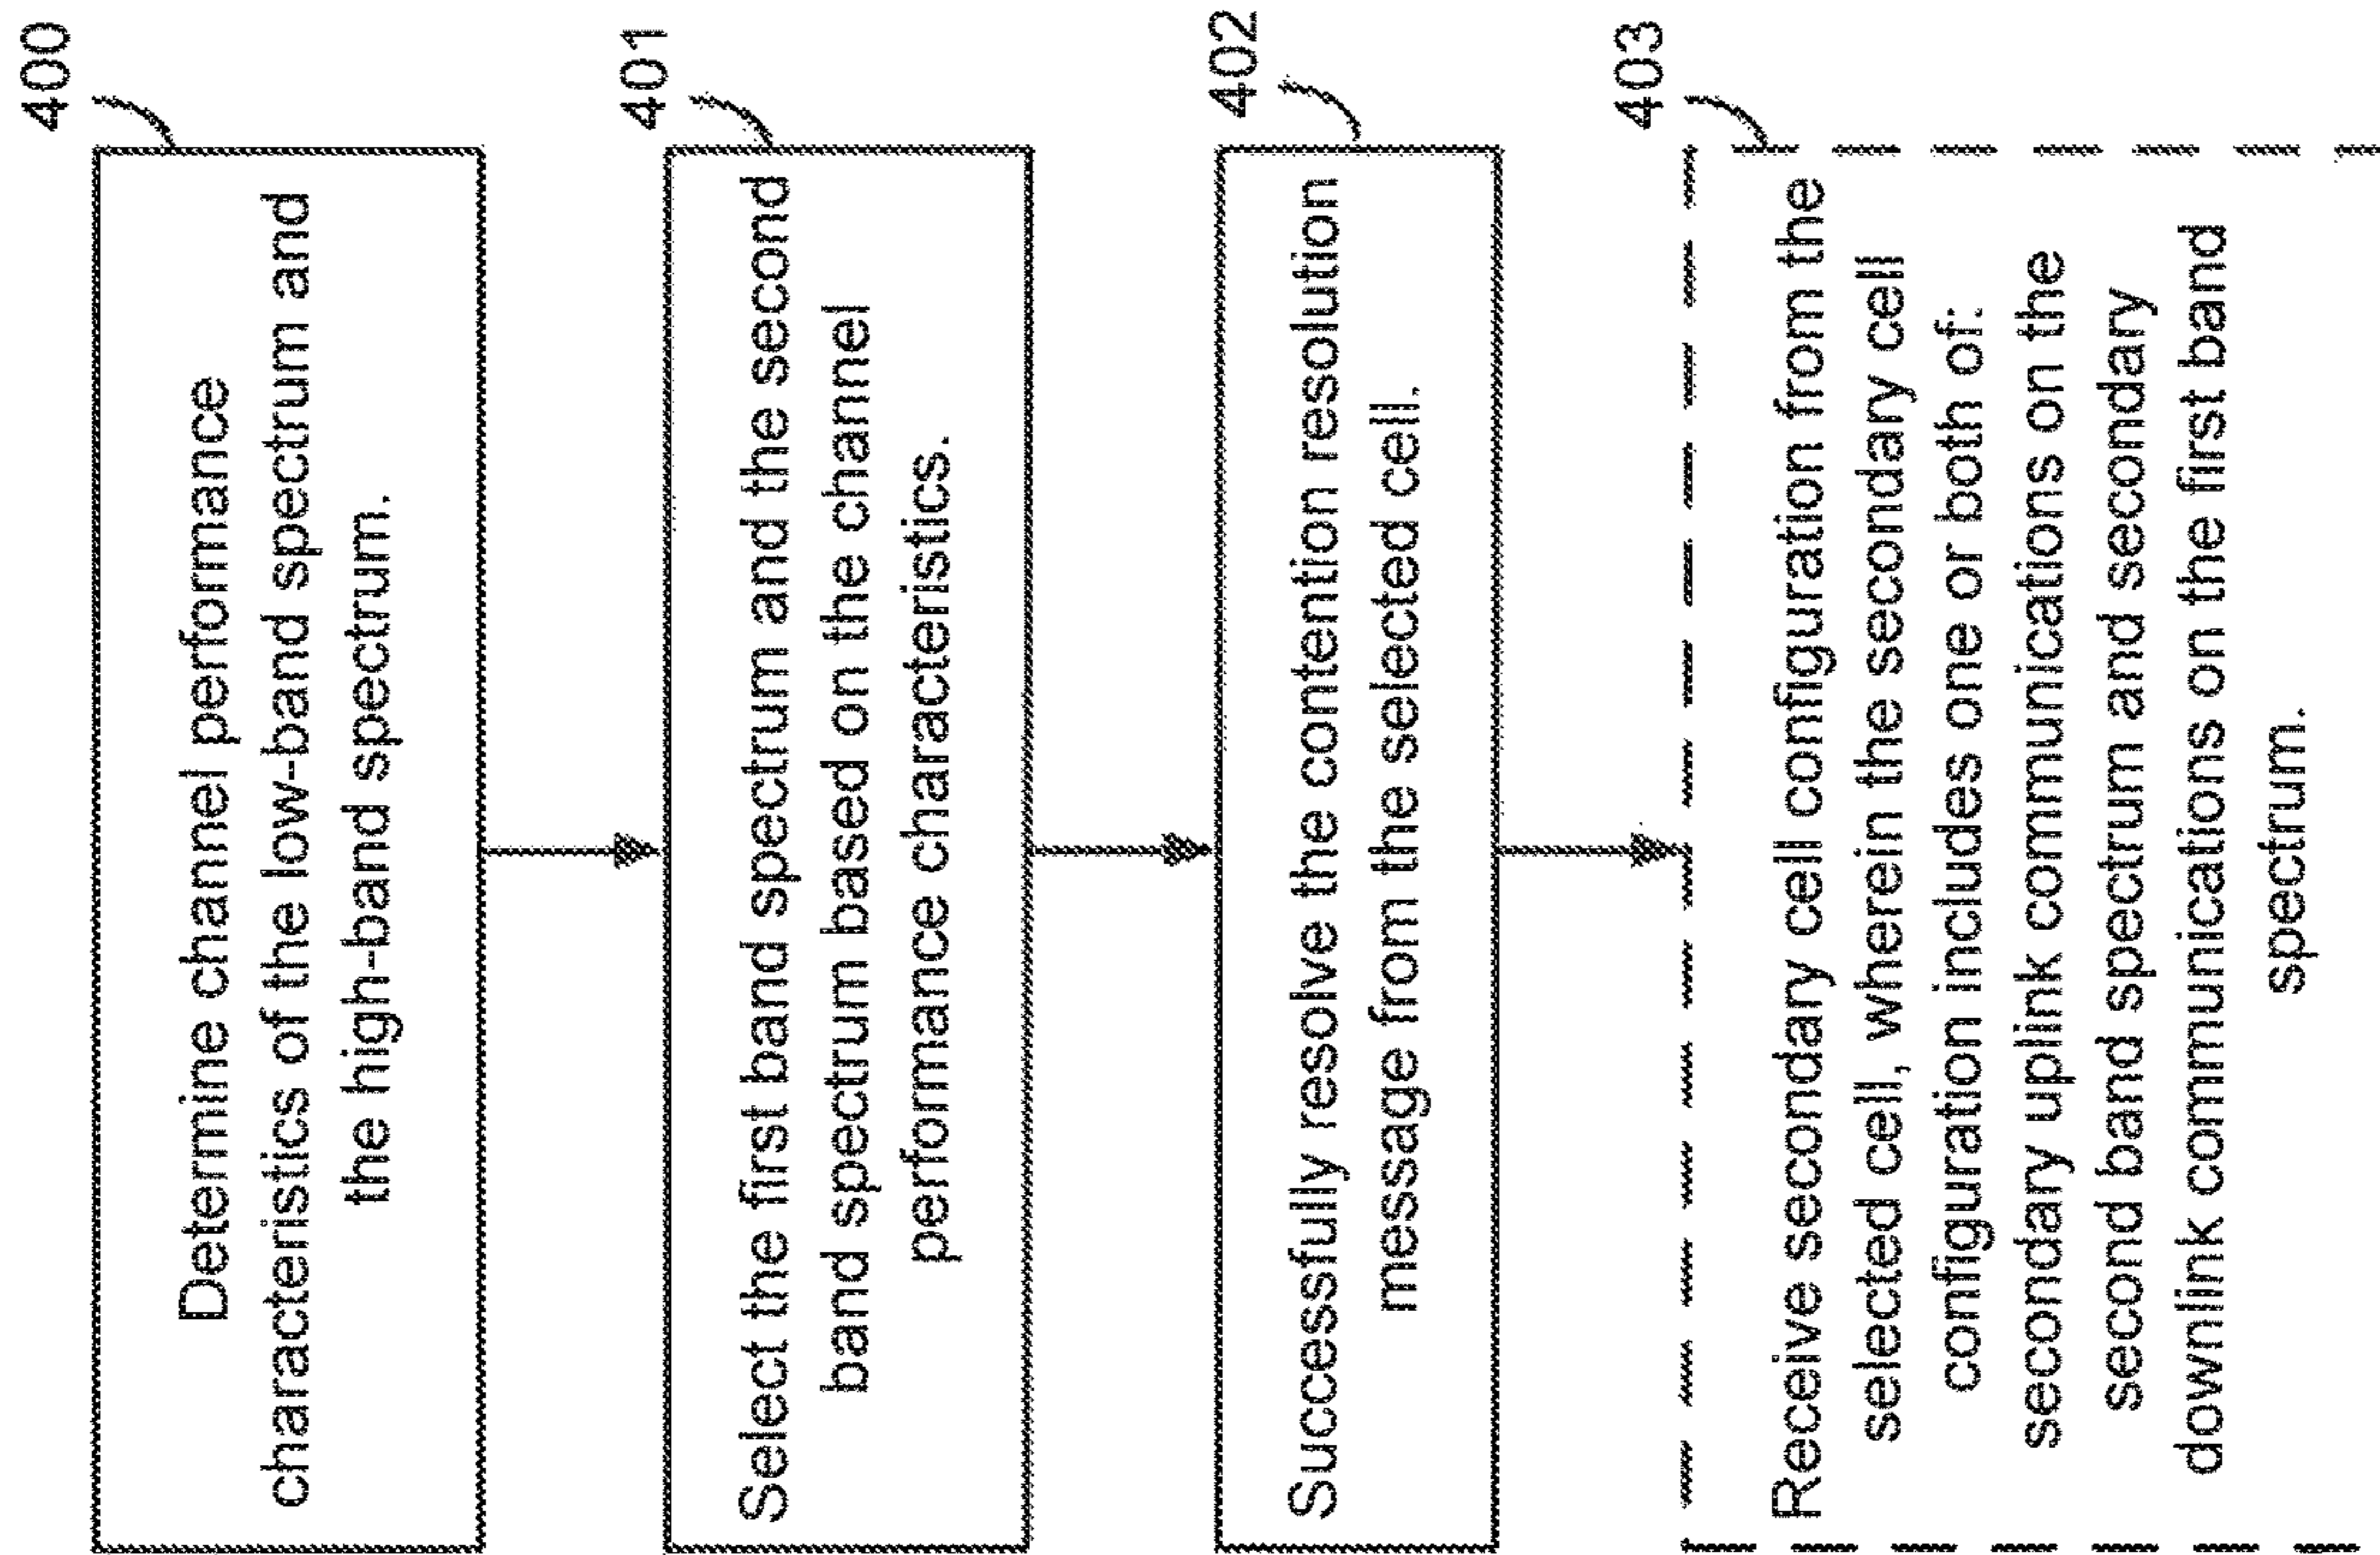 400
Determine channel performance
characteristics of the low-band spectrum and
the high-band spectrum.
401
Select the first band spectrum and the second
band spectrum based on the channel
performance characteristics.
402
Successfully resolve the contention resolution
message from the selected cell.
403
Receive secondary cell configuration from the
selected cell, wherein the secondary cell
configuration includes one or both of:
secondary uplink communications on the
second band spectrum and secondary
downlink communications on the first band
spectrum.